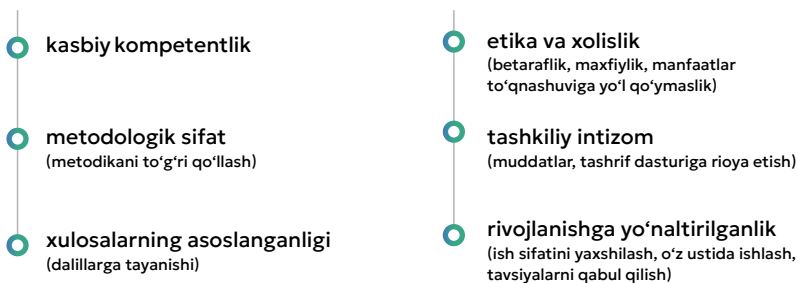 kasbiy kompetentlik
metodologik sifat
(metodikani to‘g‘ri qo‘llash)
xulosalarning asoslanganligi
(dalillarga tayanishi)
etika va xolislik
(betaraflik, maxfiylik, manfaatlar
to‘qnashuviga yo‘l qo‘ymaslik)
tashkiliy intizom
(muddatlar, tashrif dasturiga rioya etish)
rivojlanishga yo‘naltirilganlik
(ish sifatini yaxshilash, o‘z ustida ishlash,
tavsiyalarni qabul qilish)